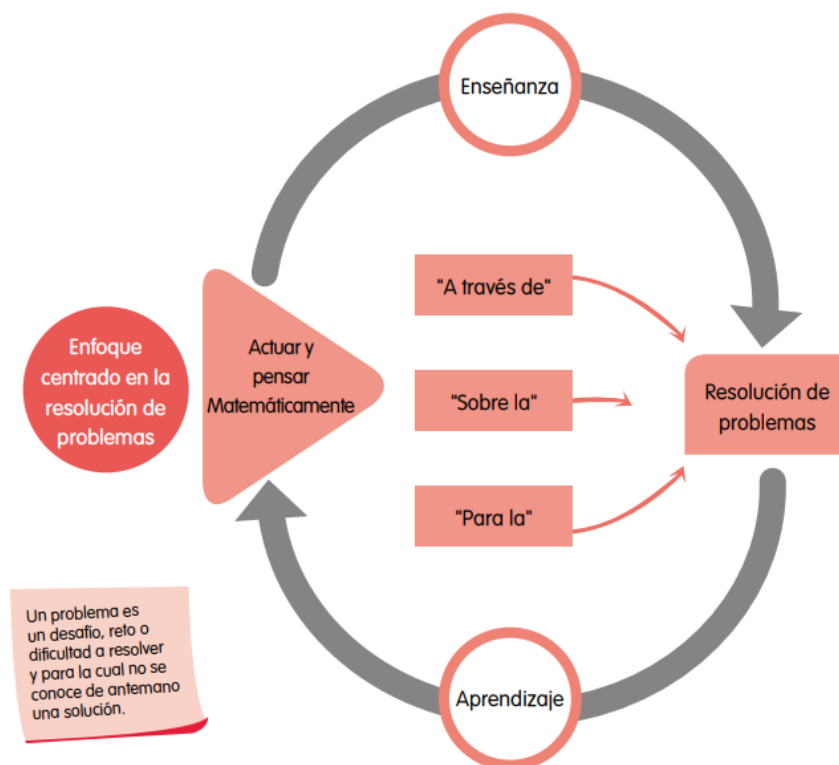 Enseñanza
"A través de"
Enfoque
centrado en la
resolución de
problemas
Actuar y
pensar
Matemáticamente
"Sobre la"
Resolución de
problemas
"Para la"
Un problema es
un desafío, reto o
dificultad a resolver
y para la cual no se
conoce de antemano
una solución.
Aprendizaje